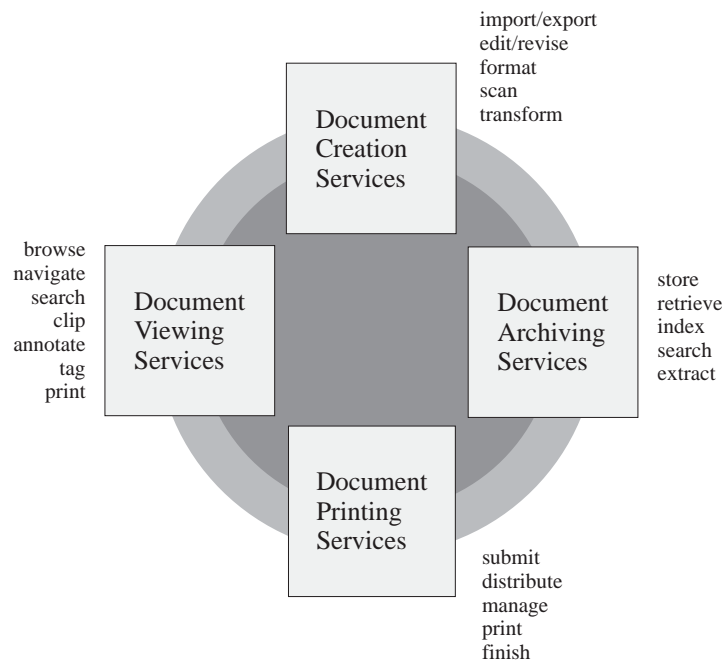 import/export
edit/revise
format
scan
transform
Document
Creation
Services
browse
navigate
search
clip
annotate
tag
print
Document
Viewing
Services
Document
Archiving
Services
store
retrieve
index
search
extract
Document
Printing
Services
submit
distribute
manage
print
finish